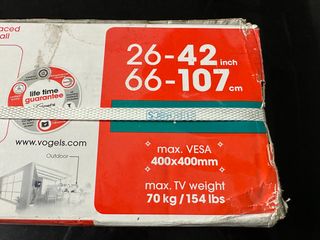 aced
all
26-42 inch
66-107 cm
life time
guarantee
www.vogels.com
Outdoor
max. VESA
400x400mm
max. TV weight
70 kg / 154 lbs